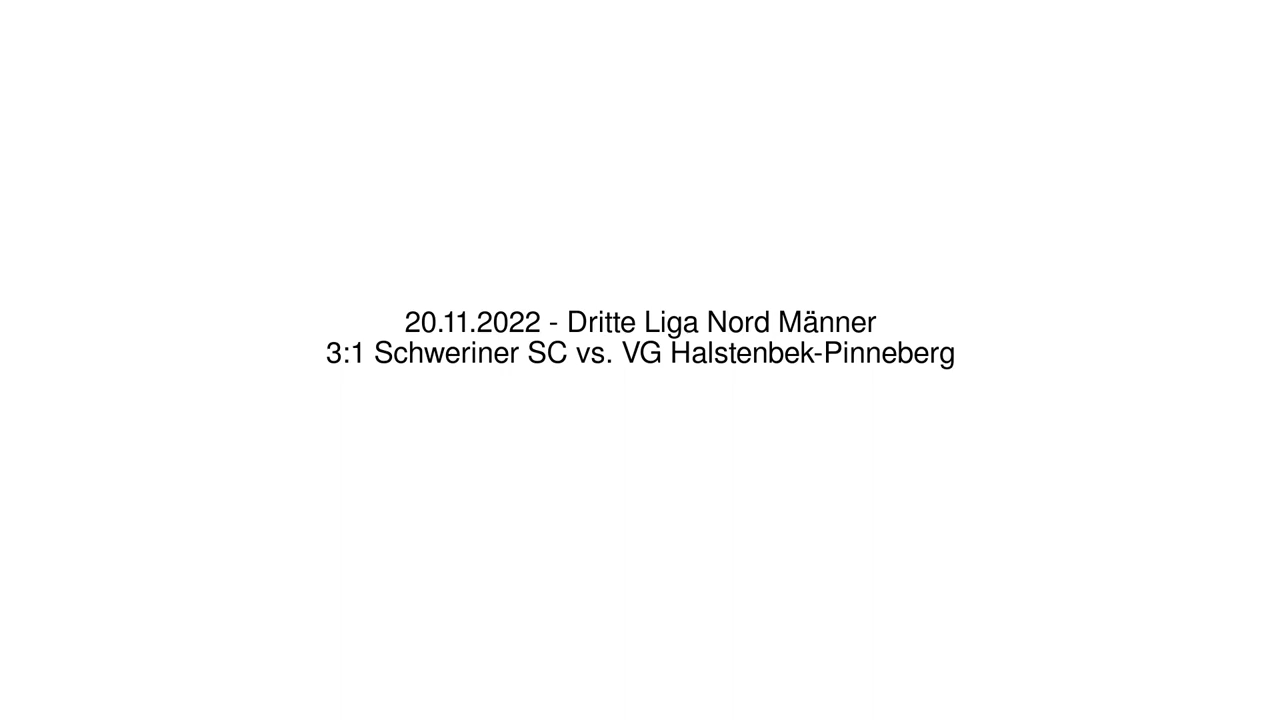 20.11.2022 - Dritte Liga Nord Männer
3:1 Schweriner SC vs. VG Halstenbek-Pinneberg